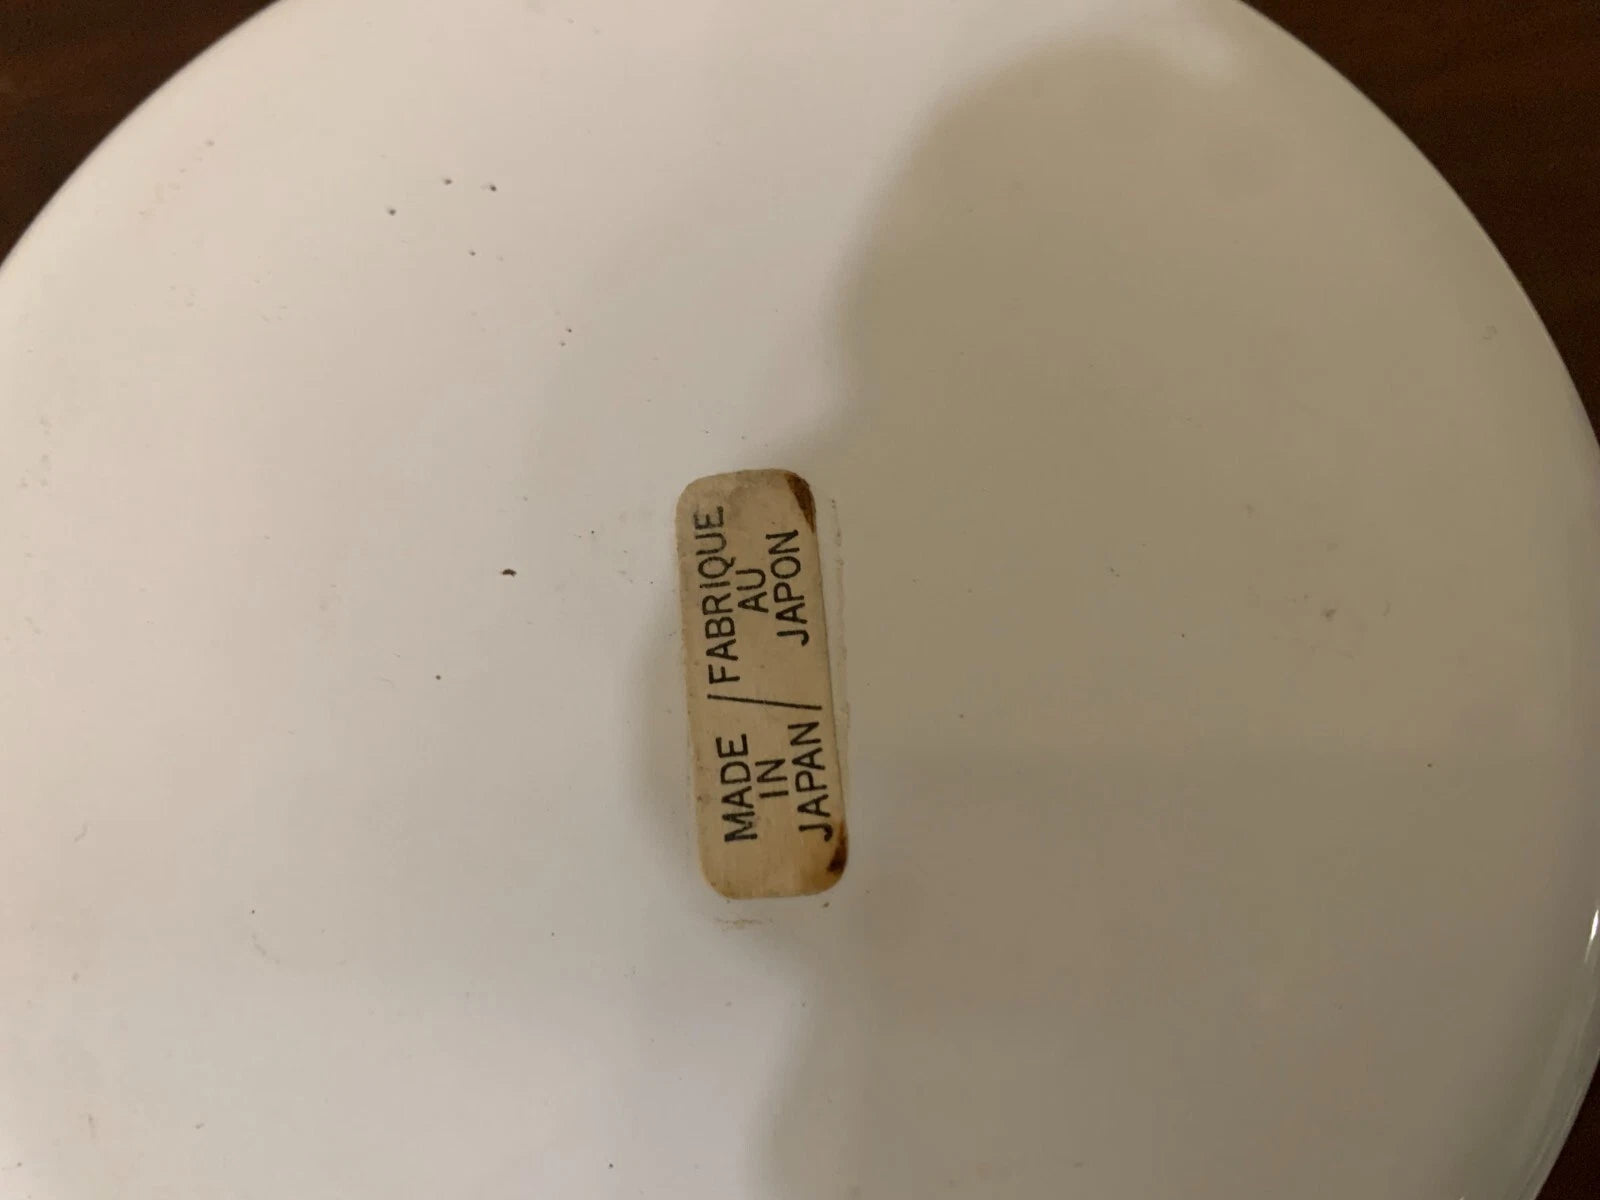 MADE / FABRIQUE
IN / AU
JAPAN / JAPON